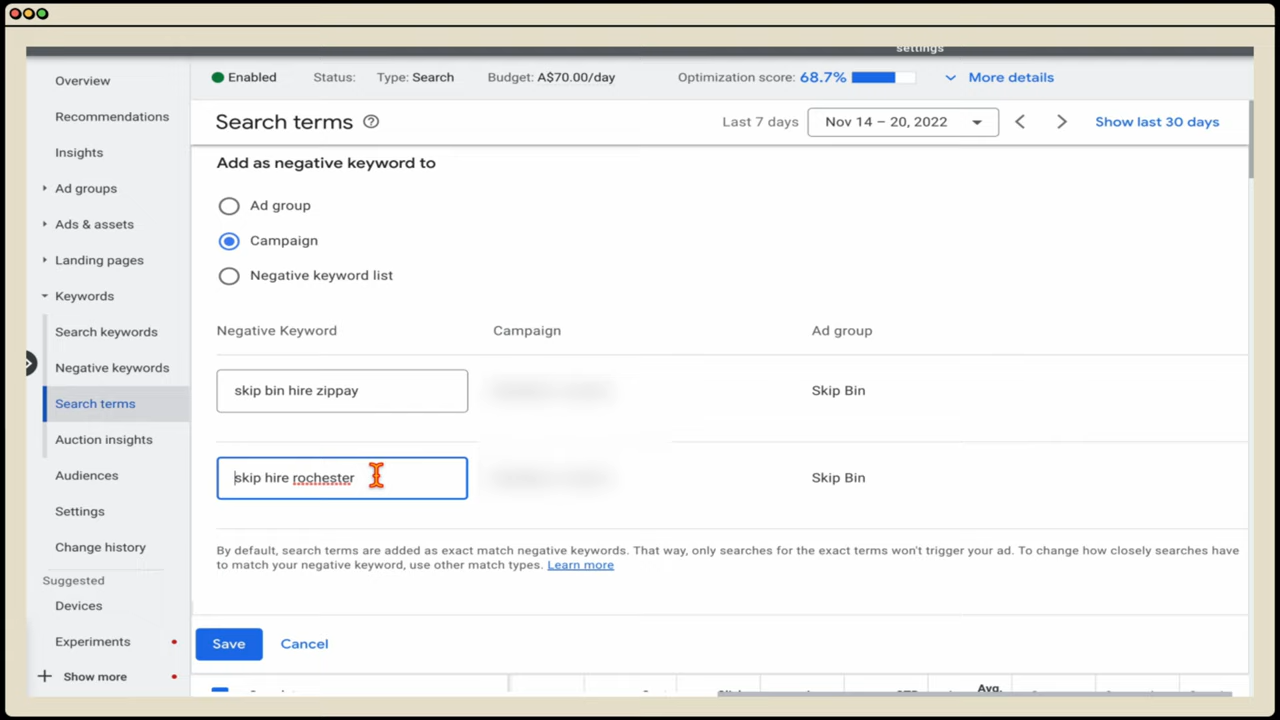 settings
Enabled Status: Type: Search Budget: A$70.00/day Optimization score: 68.7% More details
Overview
Recommendations
Insights
Ad groups
Ads & assets
Landing pages
Keywords
Search keywords
Negative keywords
Search terms
Auction insights
Audiences
Settings
Change history
Suggested
Devices
Experiments
Show more
Search terms Last 7 days Nov 14 – 20, 2022 Show last 30 days
Add as negative keyword to
Ad group
Campaign
Negative keyword list
Negative Keyword Campaign Ad group
skip bin hire zippay Skip Bin
skip hire rochester Skip Bin
By default, search terms are added as exact match negative keywords. That way, only searches for the exact terms won't trigger your ad. To change how closely searches have
to match your negative keyword, use other match types. Learn more
Save Cancel
Avg.